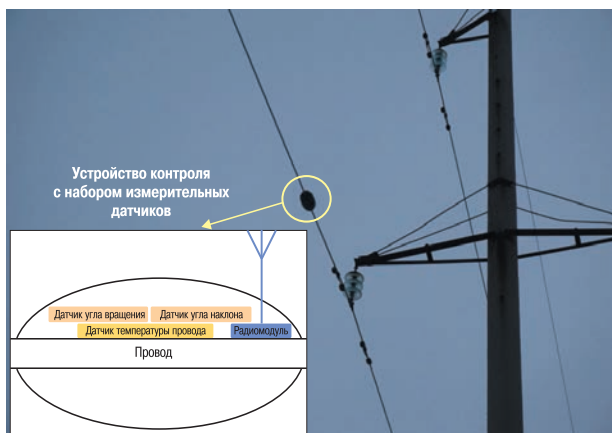 Устройство контроля
с набором измерительных
датчиков
Датчик угла вращения
Датчик угла наклона
Датчик температуры провода
Радиомодуль
Провод